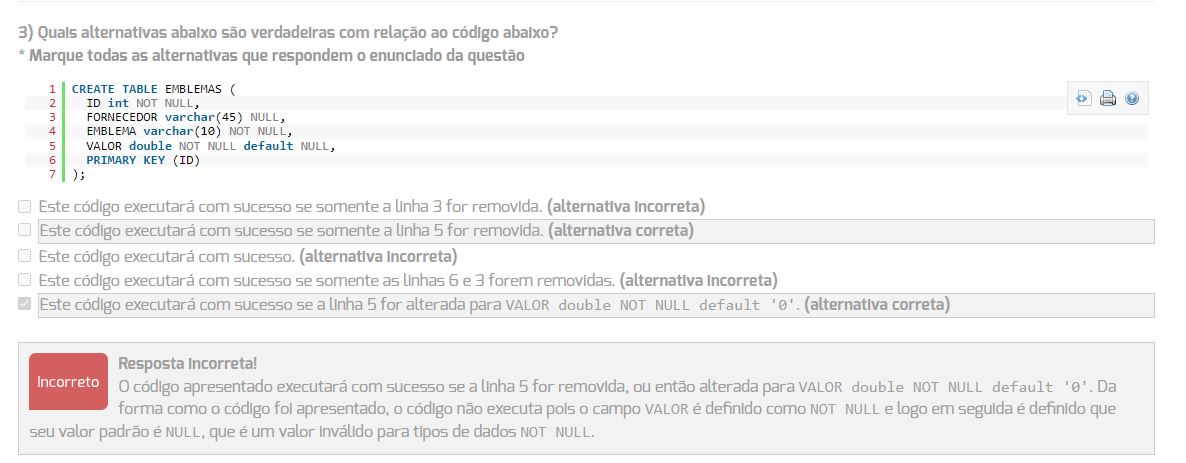 3) Quais alternativas abaixo são verdadeiras com relação ao código abaixo?
* Marque todas as alternativas que respondem o enunciado da questão
1 CREATE TABLE EMBLEMAS (
2 ID int NOT NULL,
3 FORNECEDOR varchar(45) NULL,
4 EMBLEMA varchar(10) NOT NULL,
5 VALOR double NOT NULL default NULL,
6 PRIMARY KEY (ID)
7 );
Este código executará com sucesso se somente a linha 3 for removida. (alternativa incorreta)
Este código executará com sucesso se somente a linha 5 for removida. (alternativa correta)
Este código executará com sucesso. (alternativa incorreta)
Este código executará com sucesso se somente as linhas 6 e 3 forem removidas. (alternativa incorreta)
Este código executará com sucesso se a linha 5 for alterada para VALOR double NOT NULL default '0'. (alternativa correta)
Incorreto
Resposta Incorreta!
O código apresentado executará com sucesso se a linha 5 for removida, ou então alterada para VALOR double NOT NULL default '0'. Da
forma como o código foi apresentado, o código não executa pois o campo VALOR é definido como NOT NULL e logo em seguida é definido que
seu valor padrão é NULL, que é um valor inválido para tipos de dados NOT NULL.